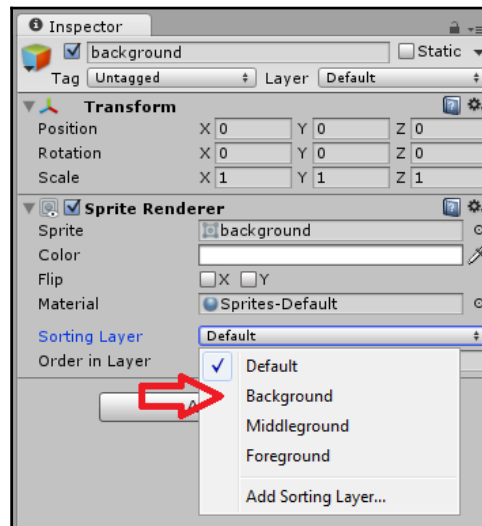 Inspector
background Static
Tag Untagged Layer Default
Transform
Position X 0 Y 0 Z 0
Rotation X 0 Y 0 Z 0
Scale X 1 Y 1 Z 1
Sprite Renderer
Sprite background
Color
Flip X Y
Material Sprites-Default
Sorting Layer Default
Order in Layer
Default
Background
Middleground
Foreground
Add Sorting Layer...